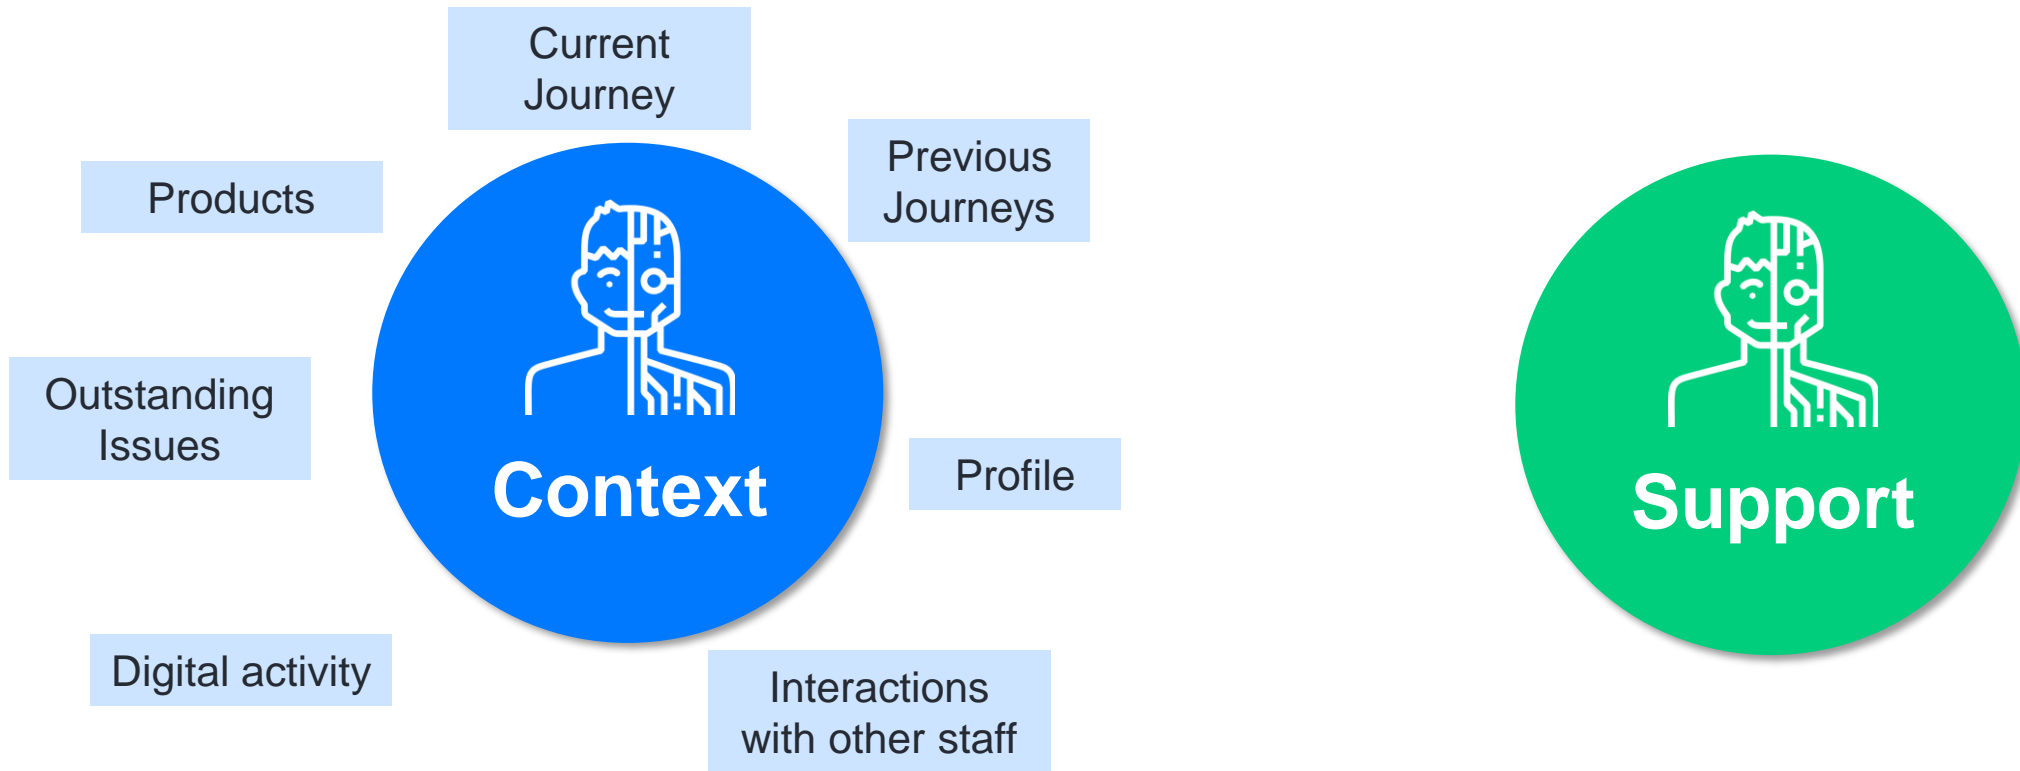 Current
Journey
Previous
Journeys
Products
Outstanding
Issues
Context
Profile
Digital activity
Interactions
with other staff
Support